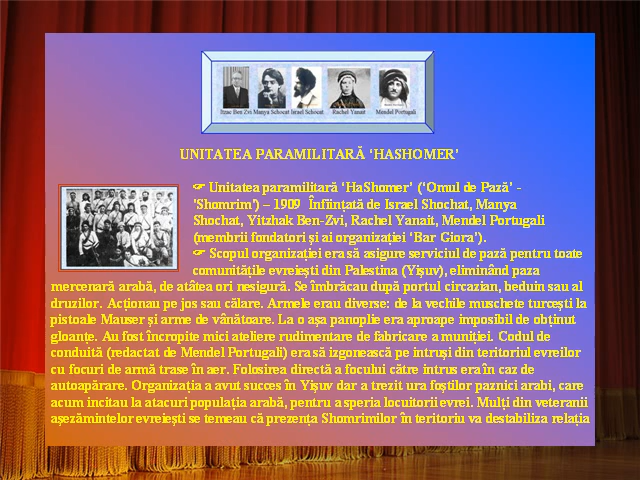 Itzac Ben Zvi Manya Schocat Israel Schocat Rachel Yanait Mendel Portugali
UNITATEA PARAMILITARĂ ‘HASHOMER’
☞ Unitatea paramilitară ‘HaShomer’ (‘Omul de Pază’ -
’Shomrim’) – 1909 Înființată de Israel Shochat, Manya
Shochat, Yitzhak Ben-Zvi, Rachel Yanait, Mendel Portugali
(membrii fondatori și ai organizației ‘Bar Giora’).
☞ Scopul organizației era să asigure serviciul de pază pentru toate
comunitățile evreiești din Palestina (Yișuv), eliminând paza
mercenară arabă, de atâtea ori nesigură. Se îmbrăcau după portul circazian, beduin sau al
druzilor. Acționau pe jos sau călare. Armele erau diverse: de la vechile muschete turcești la
pistoale Mauser și arme de vânătoare. La o așa panoplie era aproape imposibil de obținut
gloanțe. Au fost încropite mici ateliere rudimentare de fabricare a muniției. Codul de
conduită (redactat de Mendel Portugali) era să izgonească pe intruși din teritoriul evreilor
cu focuri de armă trase în aer. Folosirea directă a focului către intrus era în caz de
autoapărare. Organizația a avut succes în Yișuv dar a trezit ura foștilor paznici arabi, care
acum incitau la atacuri populația arabă, pentru a speria locuitorii evrei. Mulți din veteranii
așezămintelor evreiești se temeau că prezența Shomrimilor în teritoriu va destabiliza relația